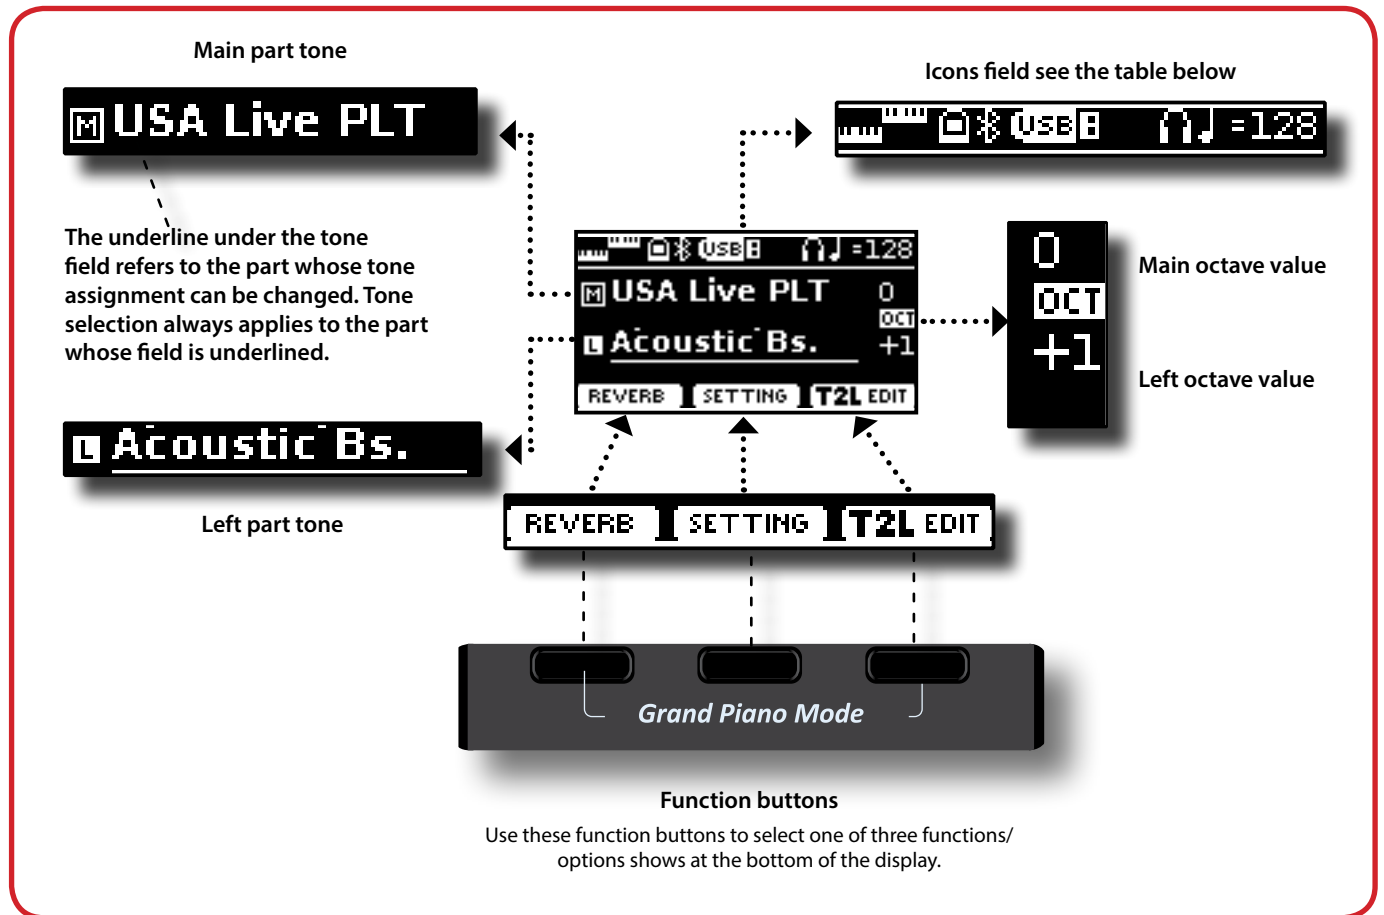 Main part tone
M USA Live PLT
Icons field see the table below
USB =128
The underline under the tone
field refers to the part whose tone
assignment can be changed. Tone
selection always applies to the part
whose field is underlined.
USB =128
M USA Live PLT 0
OCT
L Acoustic Bs. +1
REVERB SETTING T2L EDIT
0
OCT
+1
Main octave value
Left octave value
L Acoustic Bs.
Left part tone
REVERB SETTING T2L EDIT
Grand Piano Mode
Function buttons
Use these function buttons to select one of three functions/
options shows at the bottom of the display.